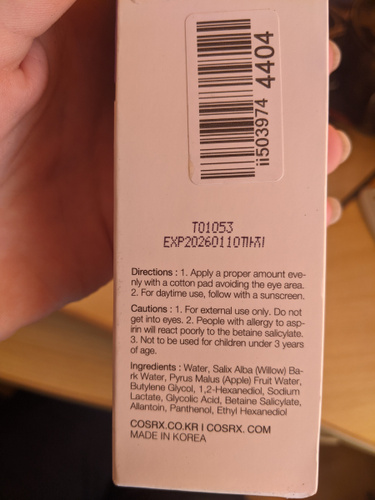 ii503974 4404
T01053
EXP20260110까지
Directions : 1. Apply a proper amount eve-
nly with a cotton pad avoiding the eye area.
2. For daytime use, follow with a sunscreen.
Cautions : 1. For external use only. Do not
get into eyes. 2. People with allergy to asp-
irin will react poorly to the betaine salicylate.
3. Not to be used for children under 3 years
of age.
Ingredients : Water, Salix Alba (Willow) Ba-
rk Water, Pyrus Malus (Apple) Fruit Water,
Butylene Glycol, 1,2-Hexanediol, Sodium
Lactate, Glycolic Acid, Betaine Salicylate,
Allantoin, Panthenol, Ethyl Hexanediol
COSRX.CO.KR I COSRX. COM
MADE IN KOREA